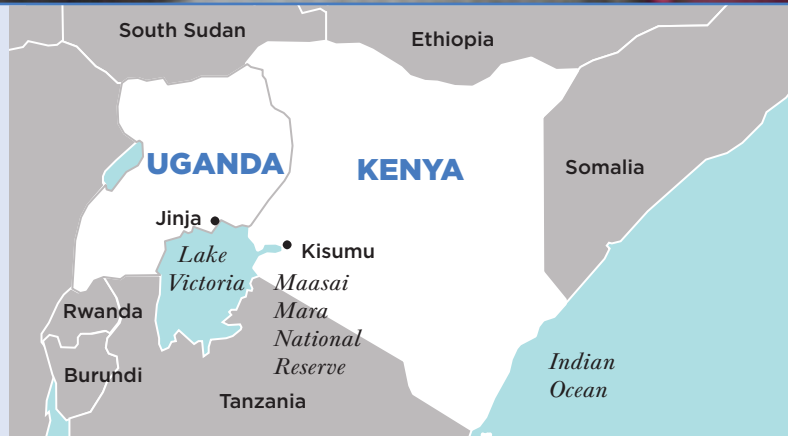 South Sudan
Ethiopia
UGANDA
KENYA
Somalia
Jinja
Kisumu
Lake
Victoria
Maasai
Mara
National
Reserve
Rwanda
Burundi
Tanzania
Indian
Ocean